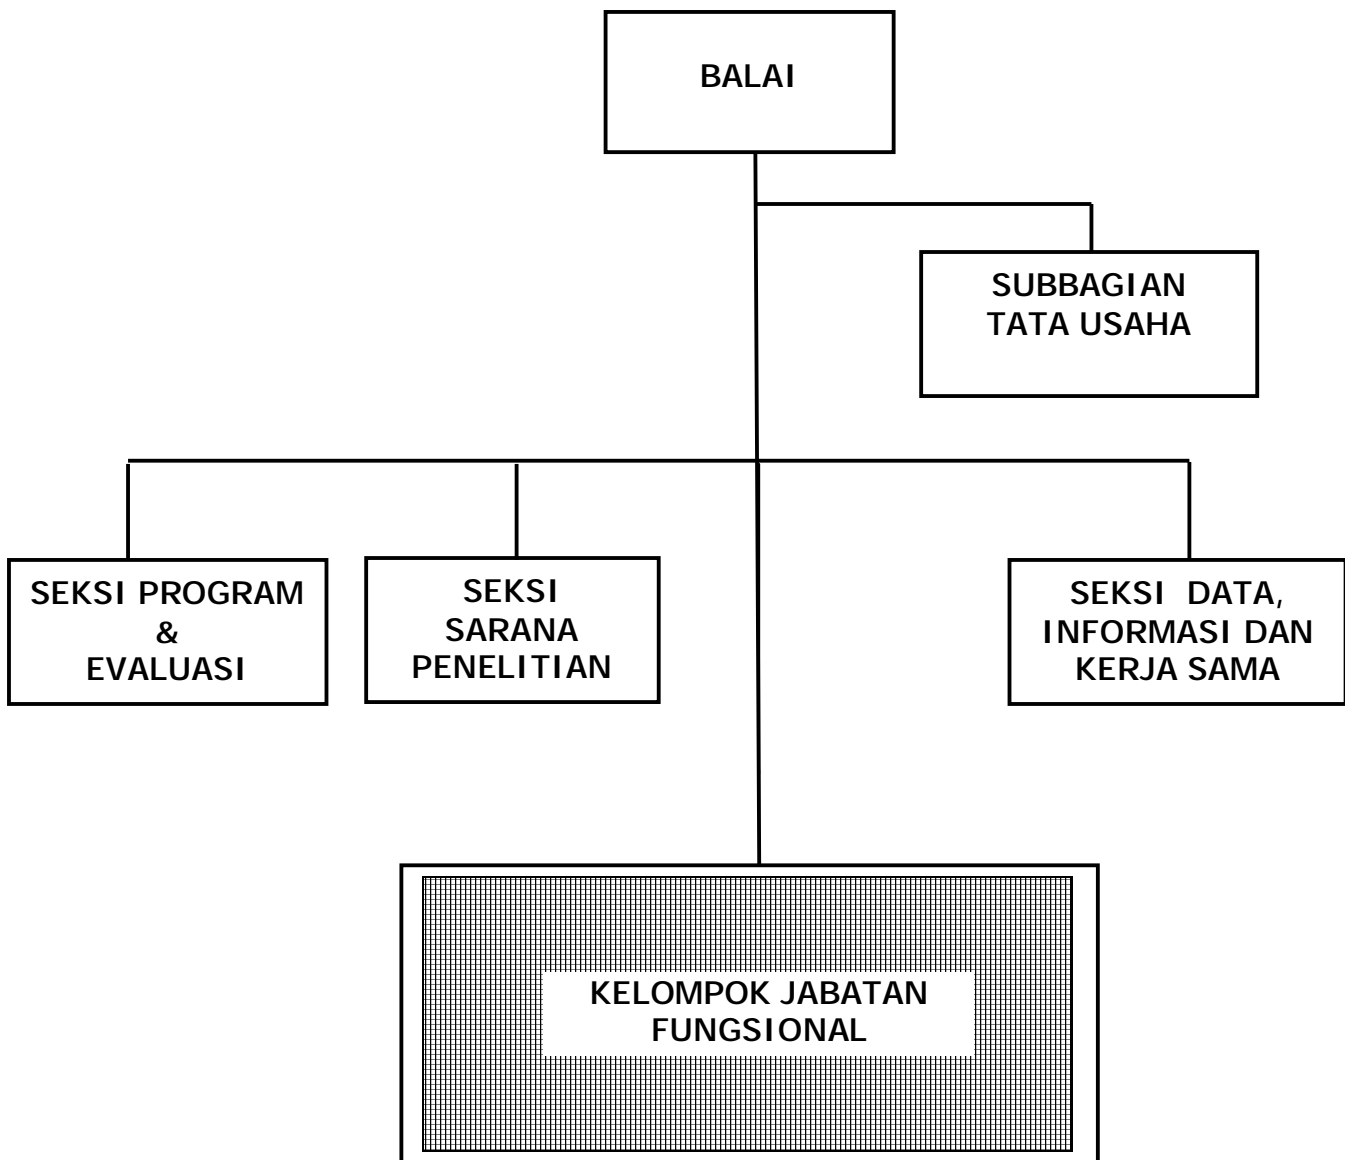 BALAI
SUBBAGIAN
TATA USAHA
SEKSI PROGRAM
&
EVALUASI
SEKSI
SARANA
PENELITIAN
SEKSI DATA,
INFORMASI DAN
KERJA SAMA
KELOMPOK JABATAN
FUNGSIONAL